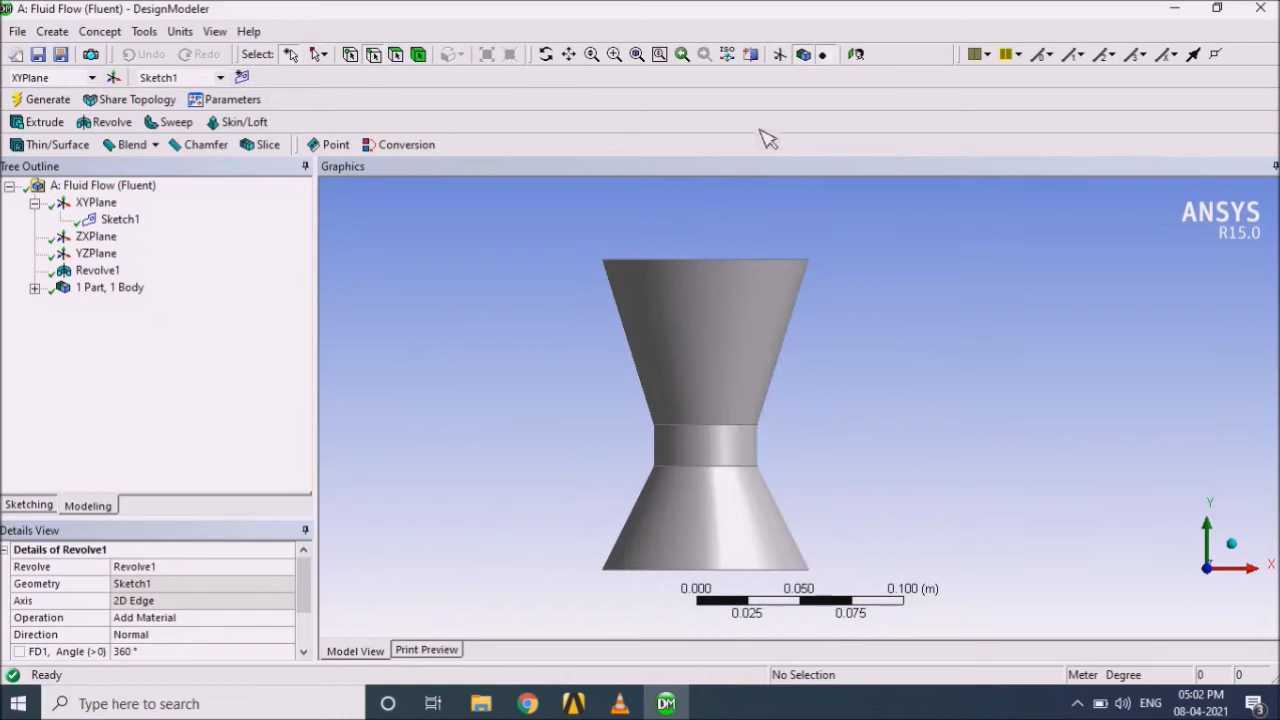 A: Fluid Flow (Fluent) - DesignModeler
File Create Concept Tools Units View Help
Undo Redo Select: ISO
XYPlane Sketch1
Generate Share Topology Parameters
Extrude Revolve Sweep Skin/Loft
Thin/Surface Blend Chamfer Slice Point Conversion
Tree Outline
A: Fluid Flow (Fluent)
XYPlane
Sketch1
ZXPlane
YZPlane
Revolve1
1 Part, 1 Body
Sketching Modeling
Details View
Details of Revolve1
Revolve Revolve1
Geometry Sketch1
Axis 2D Edge
Operation Add Material
Direction Normal
FD1, Angle (>0) 360 °
Graphics
ANSYS
R15.0
Y
X
0.000 0.050 0.100 (m)
0.025 0.075
Model View Print Preview
Ready No Selection Meter Degree 0 0
Type here to search
DM
ENG
05:02 PM
08-04-2021
3